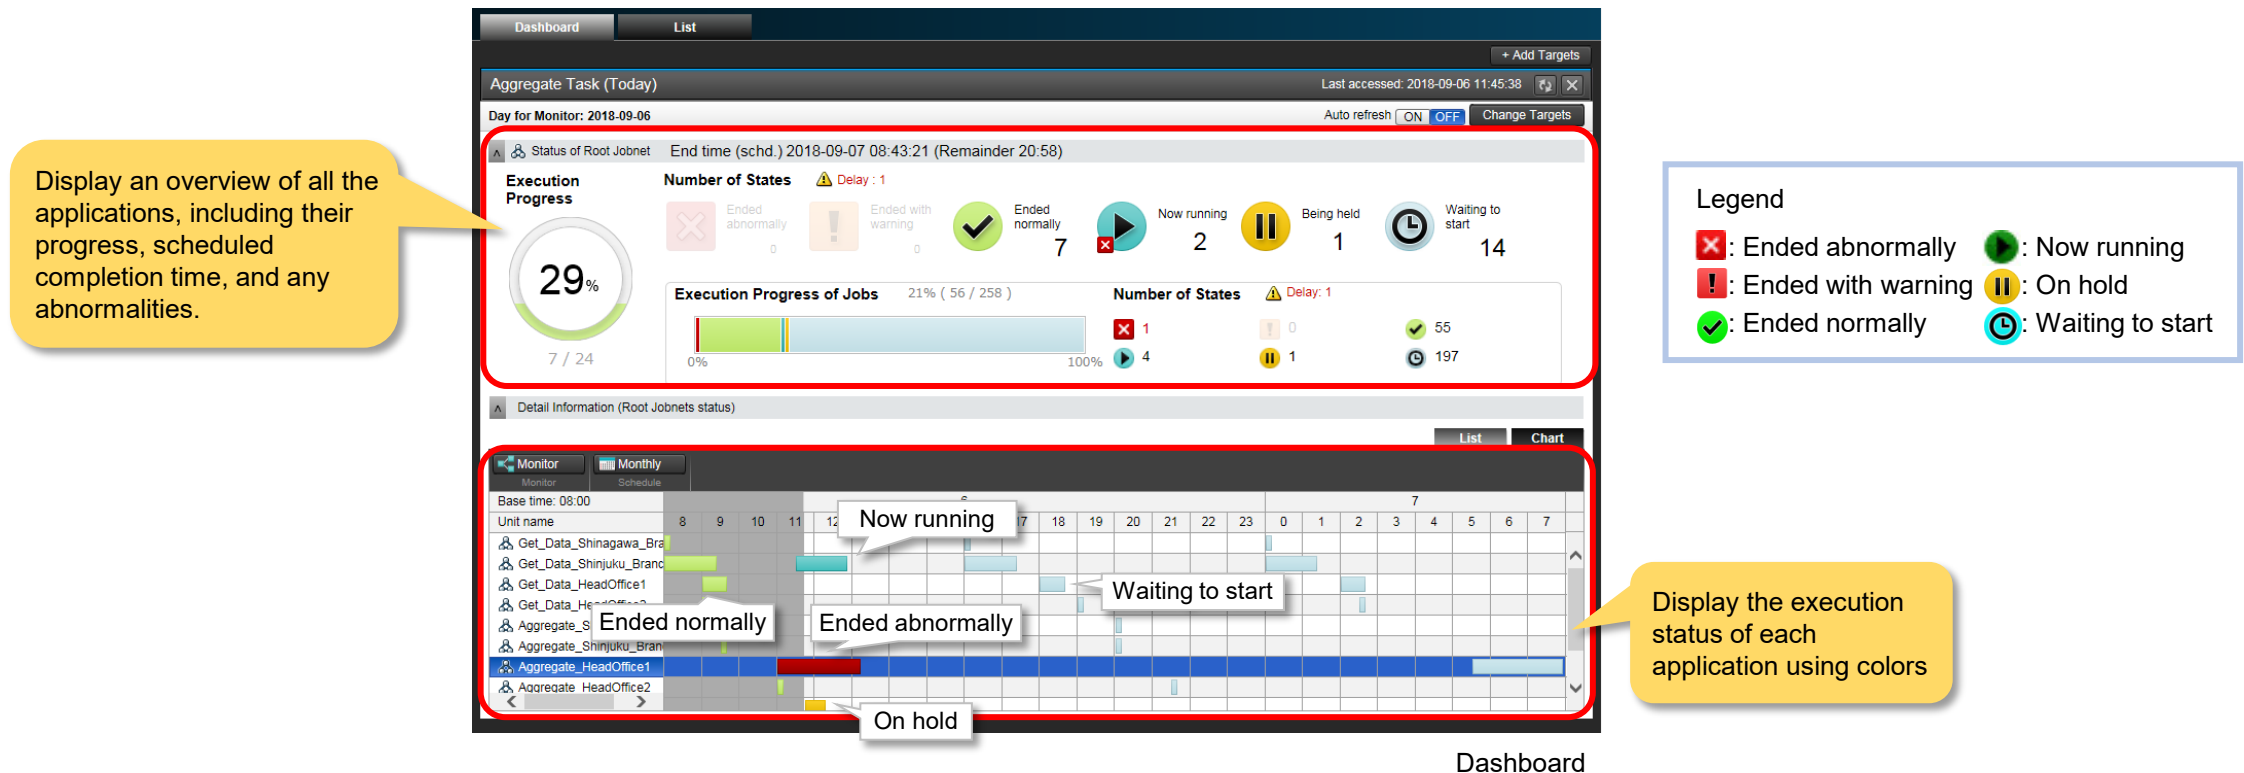 Dashboard
List
+ Add Targets
Aggregate Task (Today)
Last accessed: 2018-09-06 11:45:38
Day for Monitor: 2018-09-06
Auto refresh ON OFF
Change Targets
Status of Root Jobnet
End time (schd.) 2018-09-07 08:43:21 (Remainder 20:58)
Execution
Progress
29%
7 / 24
Number of States
Delay : 1
Ended
abnormally
0
Ended with
warning
0
Ended
normally
7
Now running
2
Being held
1
Waiting to
start
14
Execution Progress of Jobs
21% ( 56 / 258 )
0%
100%
Number of States
Delay: 1
1
0
55
4
1
197
Detail Information (Root Jobnets status)
List
Chart
Monitor
Monitor
Monthly
Schedule
Base time: 08:00
7
Unit name
8 9 10 11 12 17 18 19 20 21 22 23 0 1 2 3 4 5 6 7
Get_Data_Shinagawa_Bra
Get_Data_Shinjuku_Branc
Get_Data_HeadOffice1
Get_Data_HeadOffice2
Aggregate_S
Aggregate_Shinjuku_Bran
Aggregate_HeadOffice1
Aggregate_HeadOffice2
Now running
Waiting to start
Ended normally
Ended abnormally
On hold
Dashboard
Display an overview of all the
applications, including their
progress, scheduled
completion time, and any
abnormalities.
Legend
: Ended abnormally
: Now running
: Ended with warning
: On hold
: Ended normally
: Waiting to start
Display the execution
status of each
application using colors